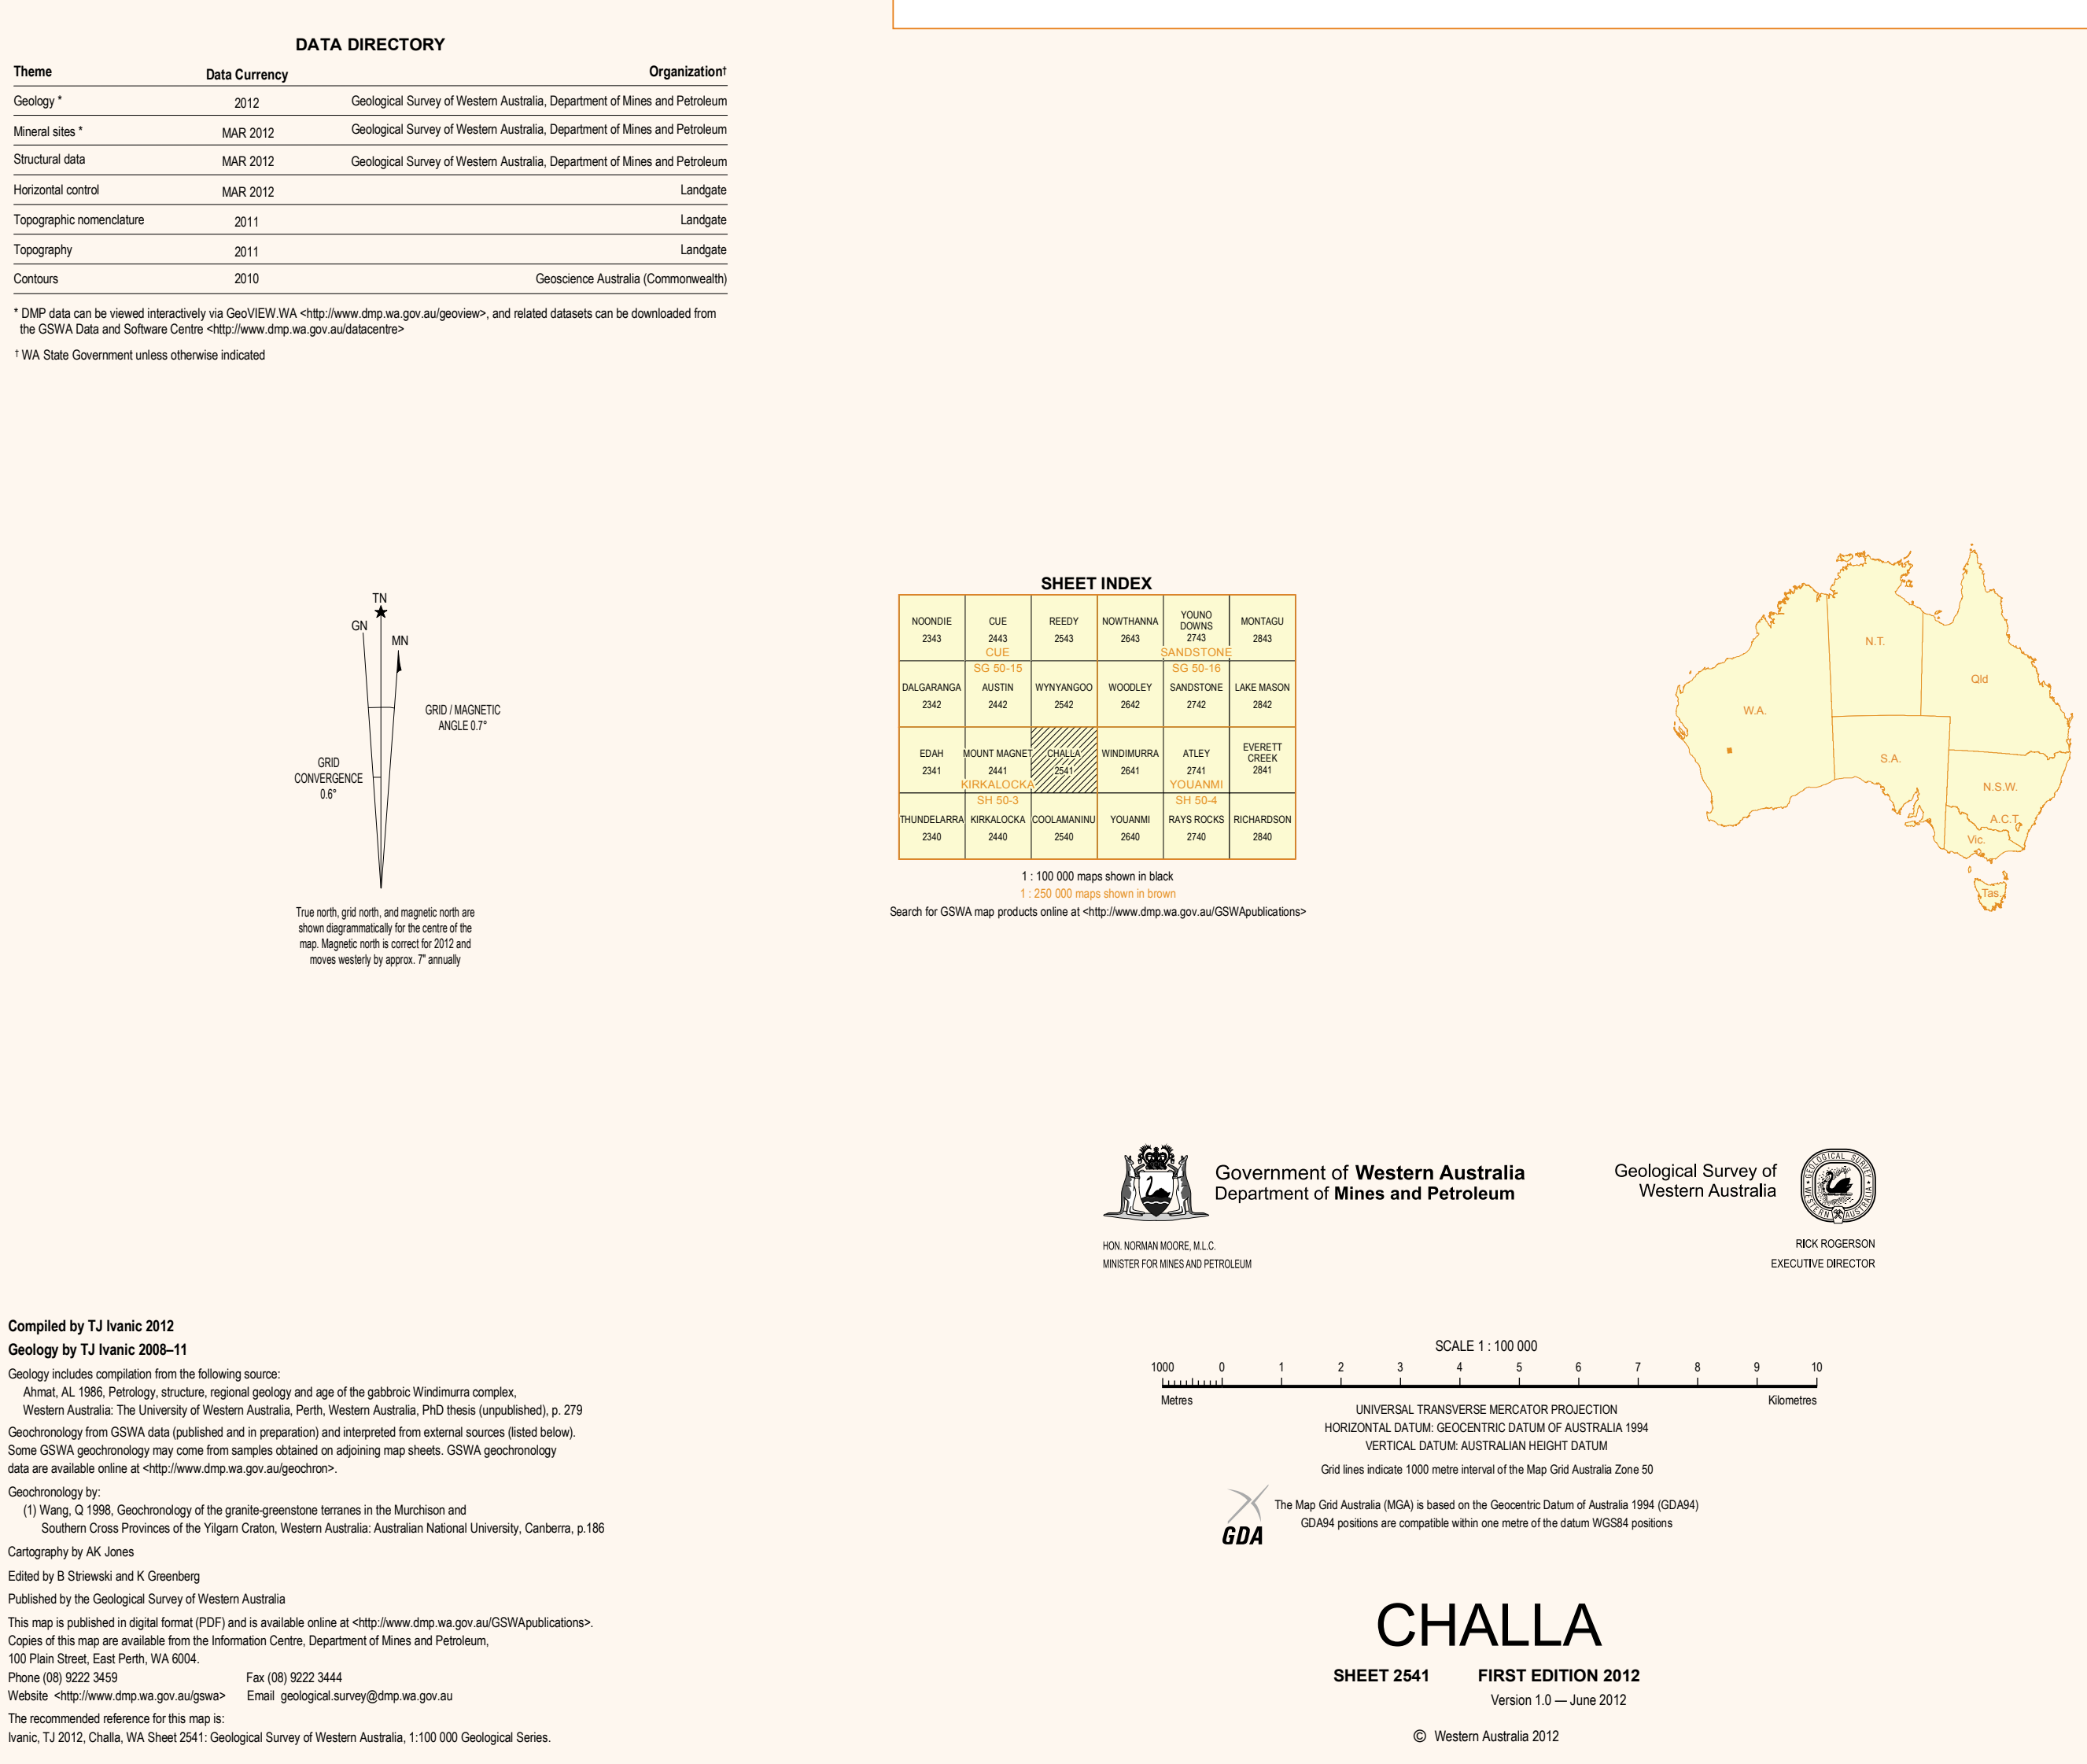 DATA DIRECTORY
Theme Data Currency Organization†
Geology * 2012 Geological Survey of Western Australia, Department of Mines and Petroleum
Mineral sites * MAR 2012 Geological Survey of Western Australia, Department of Mines and Petroleum
Structural data MAR 2012 Geological Survey of Western Australia, Department of Mines and Petroleum
Horizontal control MAR 2012 Landgate
Topographic nomenclature 2011 Landgate
Topography 2011 Landgate
Contours 2010 Geoscience Australia (Commonwealth)
* DMP data can be viewed interactively via GeoVIEW.WA <http://www.dmp.wa.gov.au/geoview>, and related datasets can be downloaded from
the GSWA Data and Software Centre <http://www.dmp.wa.gov.au/datacentre>
† WA State Government unless otherwise indicated
TN
GN
MN
GRID / MAGNETIC
ANGLE 0.7°
GRID
CONVERGENCE
0.6°
True north, grid north, and magnetic north are
shown diagrammatically for the centre of the
map. Magnetic north is correct for 2012 and
moves westerly by approx. 7" annually
SHEET INDEX
NOONDIE CUE REEDY NOWTHANNA YOUNO DOWNS MONTAGU
2343 2443 2543 2643 2743 2843
CUE SANDSTONE
SG 50-15 SG 50-16
DALGARANGA AUSTIN WYNYANGOO WOODLEY SANDSTONE LAKE MASON
2342 2442 2542 2642 2742 2842
EDAH MOUNT MAGNET CHALLA WINDIMURRA ATLEY EVERETT CREEK
2341 2441 2541 2641 2741 2841
KIRKALOCKA YOUANMI
SH 50-3 SH 50-4
THUNDELARRA KIRKALOCKA COOLAMANINU YOUANMI RAYS ROCKS RICHARDSON
2340 2440 2540 2640 2740 2840
1 : 100 000 maps shown in black
1 : 250 000 maps shown in brown
Search for GSWA map products online at <http://www.dmp.wa.gov.au/GSWApublications>
N.T.
Qld
W.A.
S.A.
N.S.W.
A.C.T.
Vic.
Tas.
Government of Western Australia
Department of Mines and Petroleum
HON. NORMAN MOORE, M.L.C.
MINISTER FOR MINES AND PETROLEUM
Geological Survey of
Western Australia
GEOLOGICAL SURVEY
WESTERN AUSTRALIA
RICK ROGERSON
EXECUTIVE DIRECTOR
Compiled by TJ Ivanic 2012
Geology by TJ Ivanic 2008–11
Geology includes compilation from the following source:
Ahmat, AL 1986, Petrology, structure, regional geology and age of the gabbroic Windimurra complex,
Western Australia: The University of Western Australia, Perth, Western Australia, PhD thesis (unpublished), p. 279
Geochronology from GSWA data (published and in preparation) and interpreted from external sources (listed below).
Some GSWA geochronology may come from samples obtained on adjoining map sheets. GSWA geochronology
data are available online at <http://www.dmp.wa.gov.au/geochron>.
Geochronology by:
(1) Wang, Q 1998, Geochronology of the granite-greenstone terranes in the Murchison and
Southern Cross Provinces of the Yilgarn Craton, Western Australia: Australian National University, Canberra, p.186
Cartography by AK Jones
Edited by B Striewski and K Greenberg
Published by the Geological Survey of Western Australia
This map is published in digital format (PDF) and is available online at <http://www.dmp.wa.gov.au/GSWApublications>.
Copies of this map are available from the Information Centre, Department of Mines and Petroleum,
100 Plain Street, East Perth, WA 6004.
Phone (08) 9222 3459 Fax (08) 9222 3444
Website <http://www.dmp.wa.gov.au/gswa> Email geological.survey@dmp.wa.gov.au
The recommended reference for this map is:
Ivanic, TJ 2012, Challa, WA Sheet 2541: Geological Survey of Western Australia, 1:100 000 Geological Series.
SCALE 1 : 100 000
1000 0 1 2 3 4 5 6 7 8 9 10
Metres Kilometres
UNIVERSAL TRANSVERSE MERCATOR PROJECTION
HORIZONTAL DATUM: GEOCENTRIC DATUM OF AUSTRALIA 1994
VERTICAL DATUM: AUSTRALIAN HEIGHT DATUM
Grid lines indicate 1000 metre interval of the Map Grid Australia Zone 50
GDA
The Map Grid Australia (MGA) is based on the Geocentric Datum of Australia 1994 (GDA94)
GDA94 positions are compatible within one metre of the datum WGS84 positions
CHALLA
SHEET 2541 FIRST EDITION 2012
Version 1.0 — June 2012
© Western Australia 2012